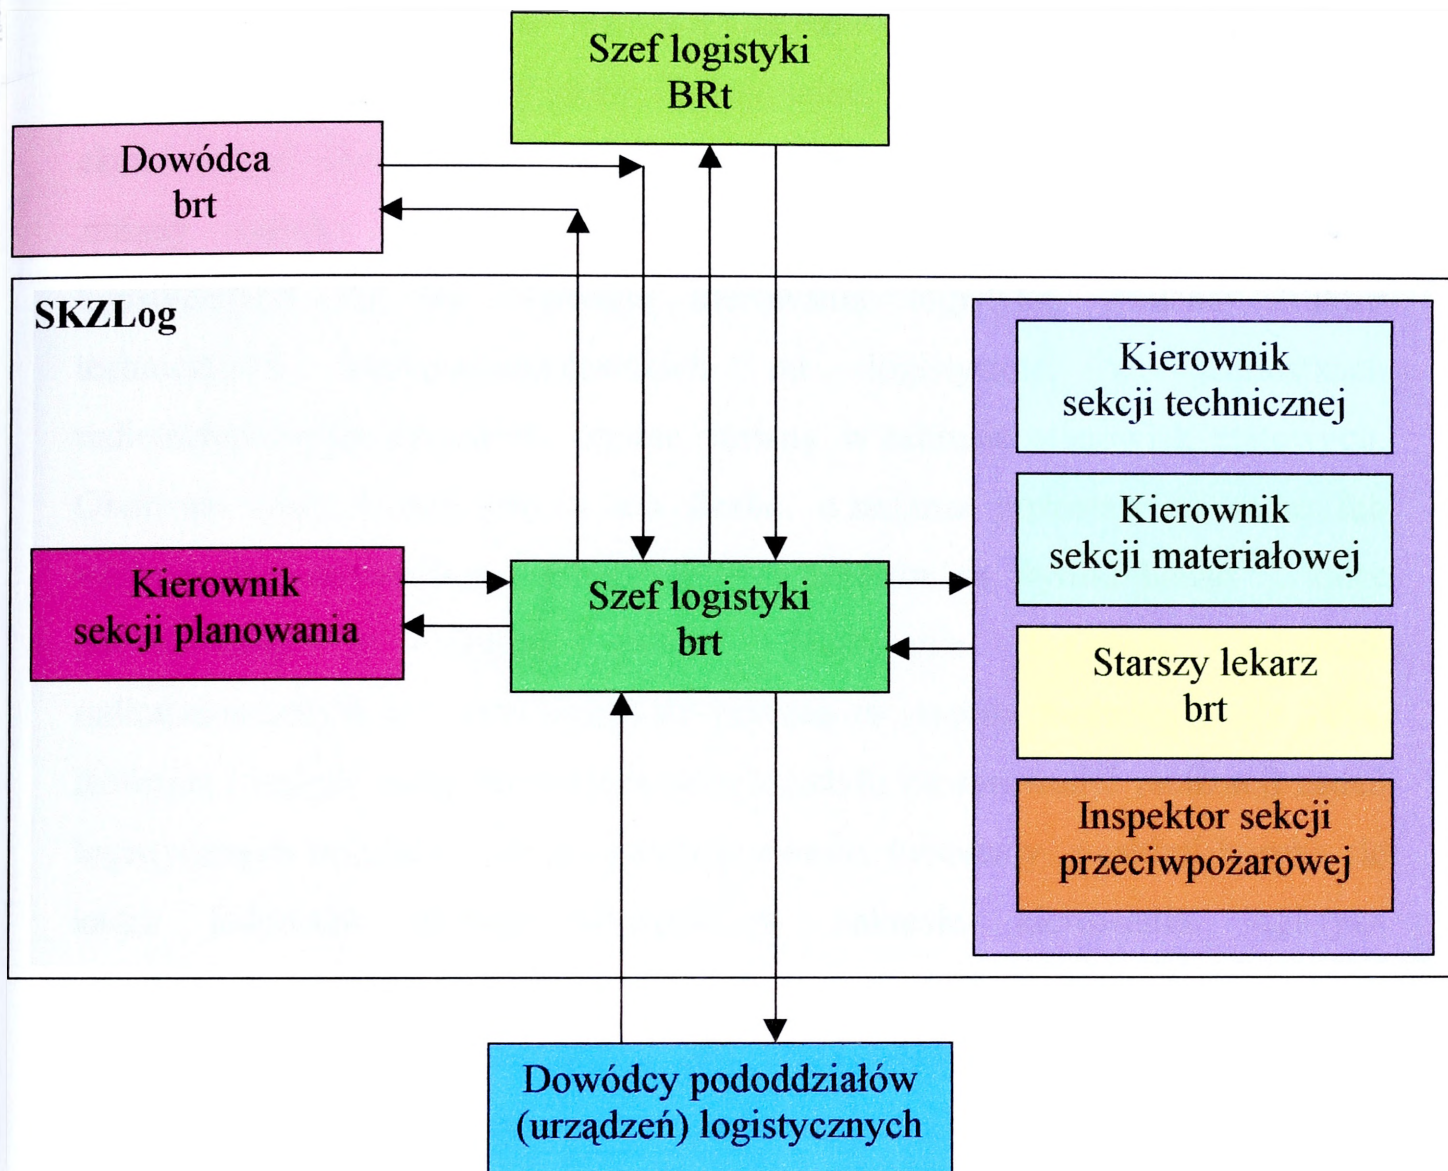 Szef logistyki
BRt
Dowódca
brt
SKZLog
Kierownik
sekcji technicznej
Kierownik
sekcji materiałowej
Kierownik
sekcji planowania
Szef logistyki
brt
Starszy lekarz
brt
Inspektor sekcji
przeciwpożarowej
Dowódcy pododdziałów
(urządzeń) logistycznych